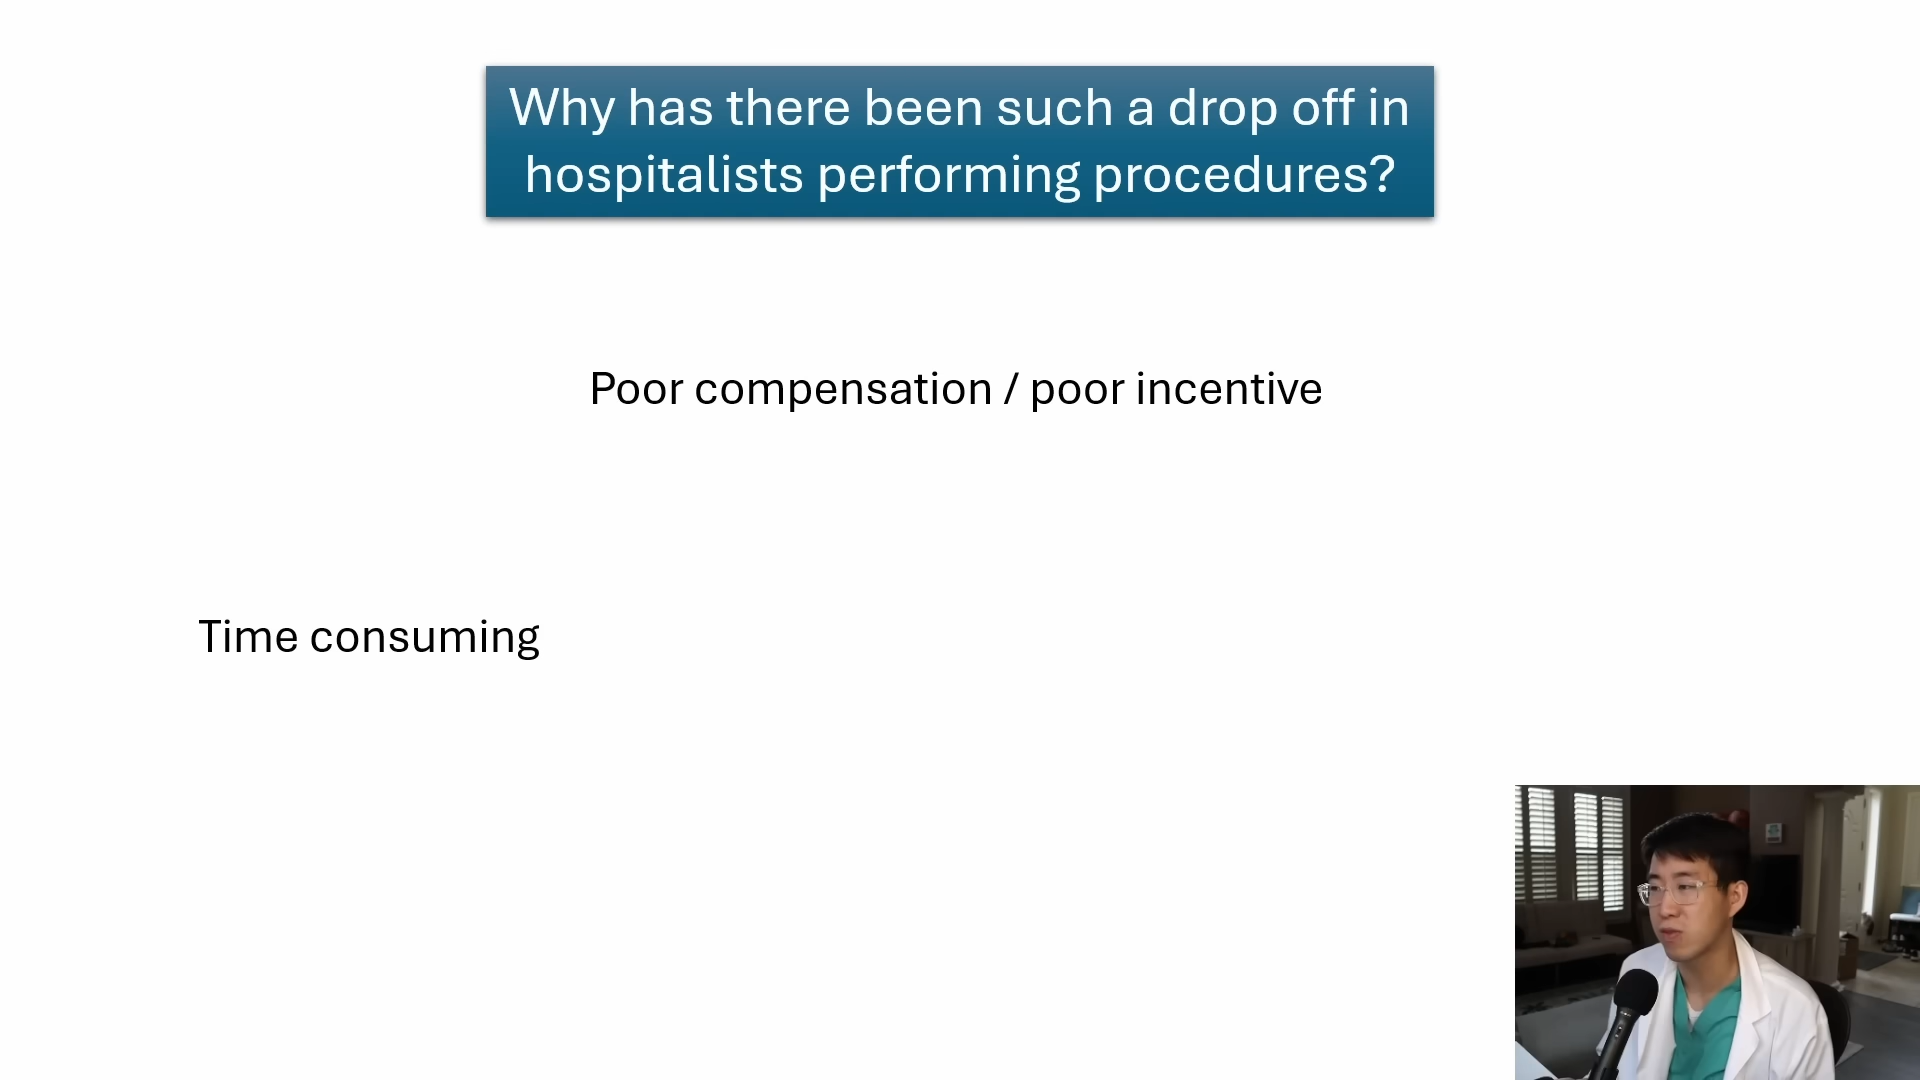 Why has there been such a drop off in
hospitalists performing procedures?
Poor compensation / poor incentive
Time consuming